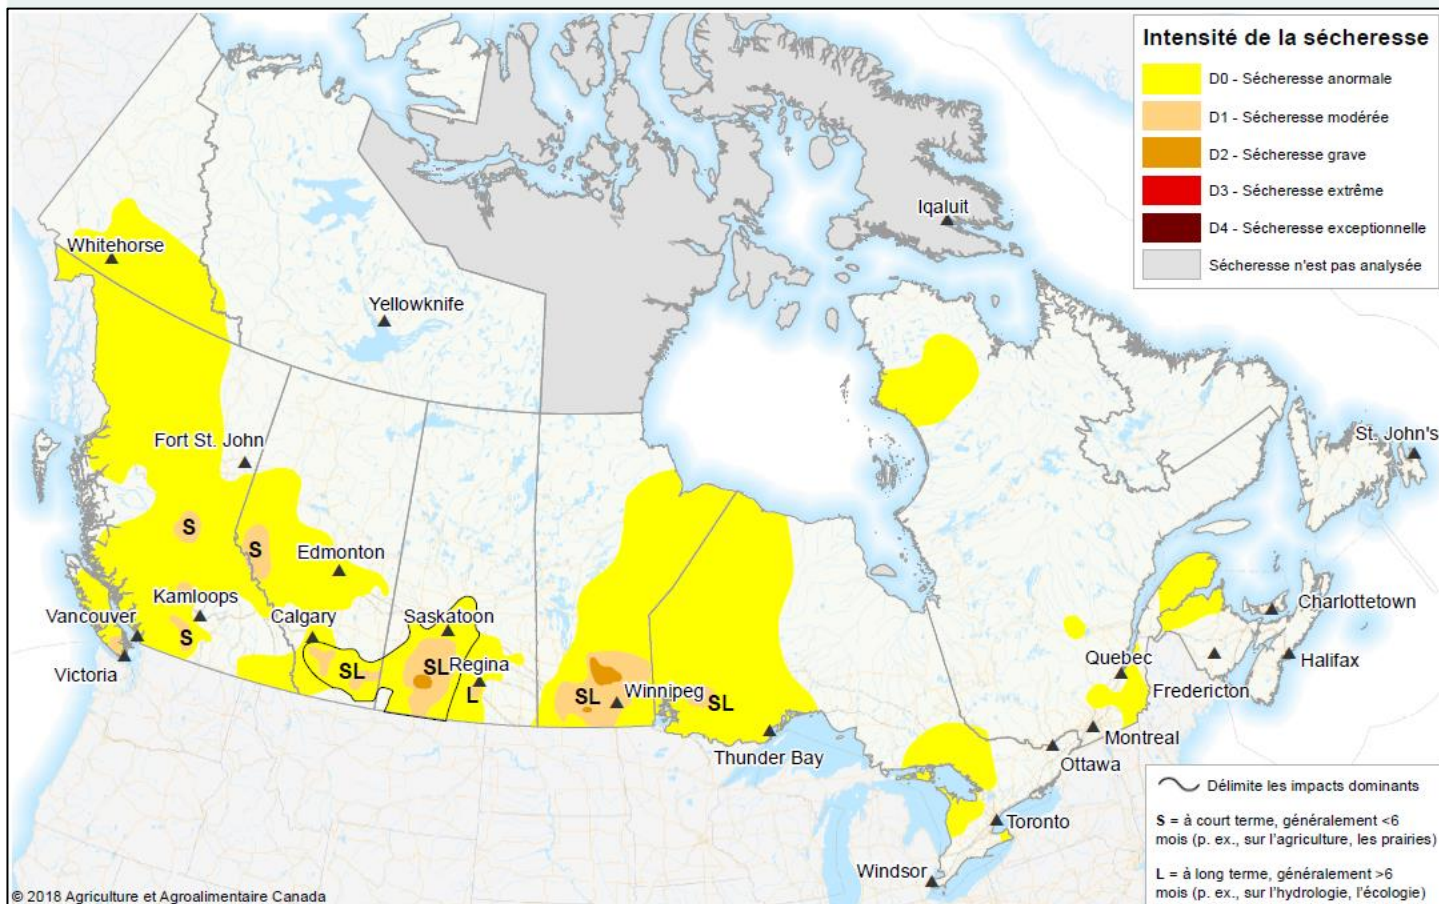 Intensité de la sécheresse
D0 - Sécheresse anormale
D1 - Sécheresse modérée
D2 - Sécheresse grave
D3 - Sécheresse extrême
D4 - Sécheresse exceptionnelle
Sécheresse n'est pas analysée
Iqaluit
Whitehorse
Yellowknife
Fort St. John
St. John's
S
S
Edmonton
Kamloops
Vancouver
Calgary
Saskatoon
Charlottetown
S
Victoria
SL
SL
Regina
L
SL
Winnipeg
SL
Quebec
Halifax
Fredericton
Montreal
Thunder Bay
Ottawa
Toronto
Windsor
Délimite les impacts dominants
S = à court terme, généralement <6
mois (p. ex., sur l'agriculture, les prairies)
L = à long terme, généralement >6
mois (p. ex., sur l'hydrologie, l'écologie)
© 2018 Agriculture et Agroalimentaire Canada